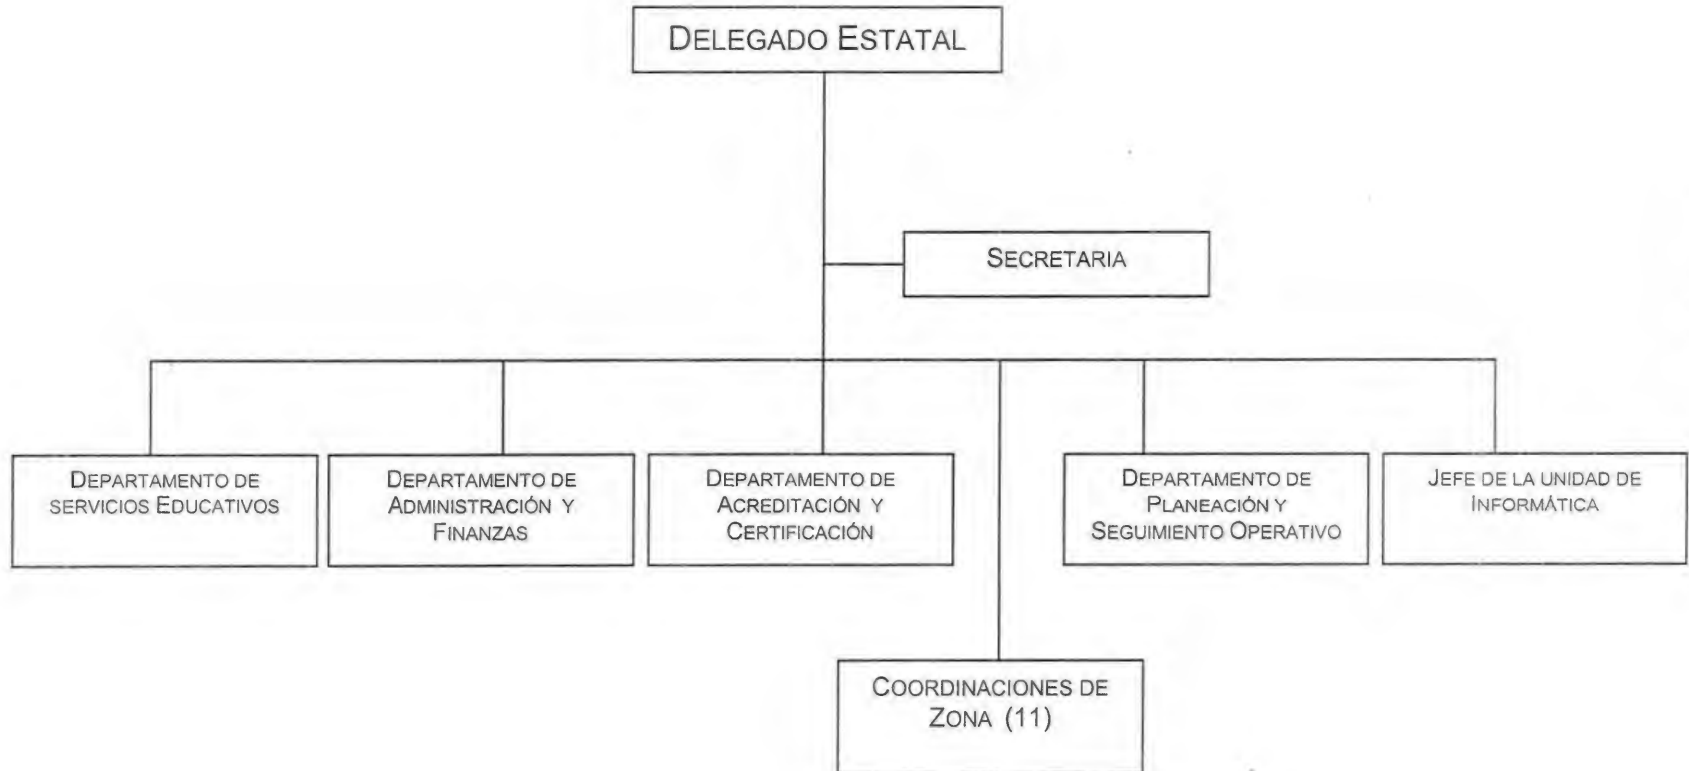 DELEGADO ESTATAL
SECRETARIA
DEPARTAMENTO DE
SERVICIOS EDUCATIVOS
DEPARTAMENTO DE
ADMINISTRACIÓN Y
FINANZAS
DEPARTAMENTO DE
ACREDITACIÓN Y
CERTIFICACIÓN
DEPARTAMENTO DE
PLANEACIÓN Y
SEGUIMIENTO OPERATIVO
JEFE DE LA UNIDAD DE
INFORMÁTICA
COORDINACIONES DE
ZONA (11)